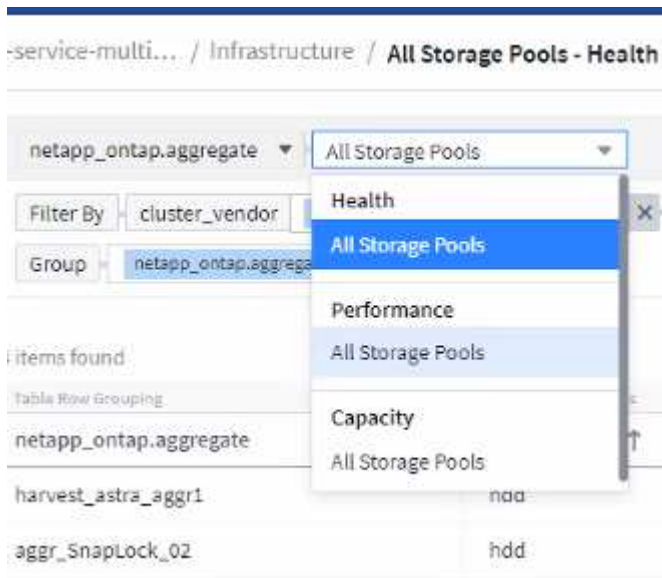 -service-multi... / Infrastructure / All Storage Pools - Health
netapp_ontap.aggregate All Storage Pools
Filter By cluster_vendor
Health
All Storage Pools
Group netapp_ontap.aggrega
Performance
All Storage Pools
items found
Table Row Grouping
Capacity
netapp_ontap.aggregate
All Storage Pools
harvest_astra_aggr1 hdd
aggr_SnapLock_02 hdd